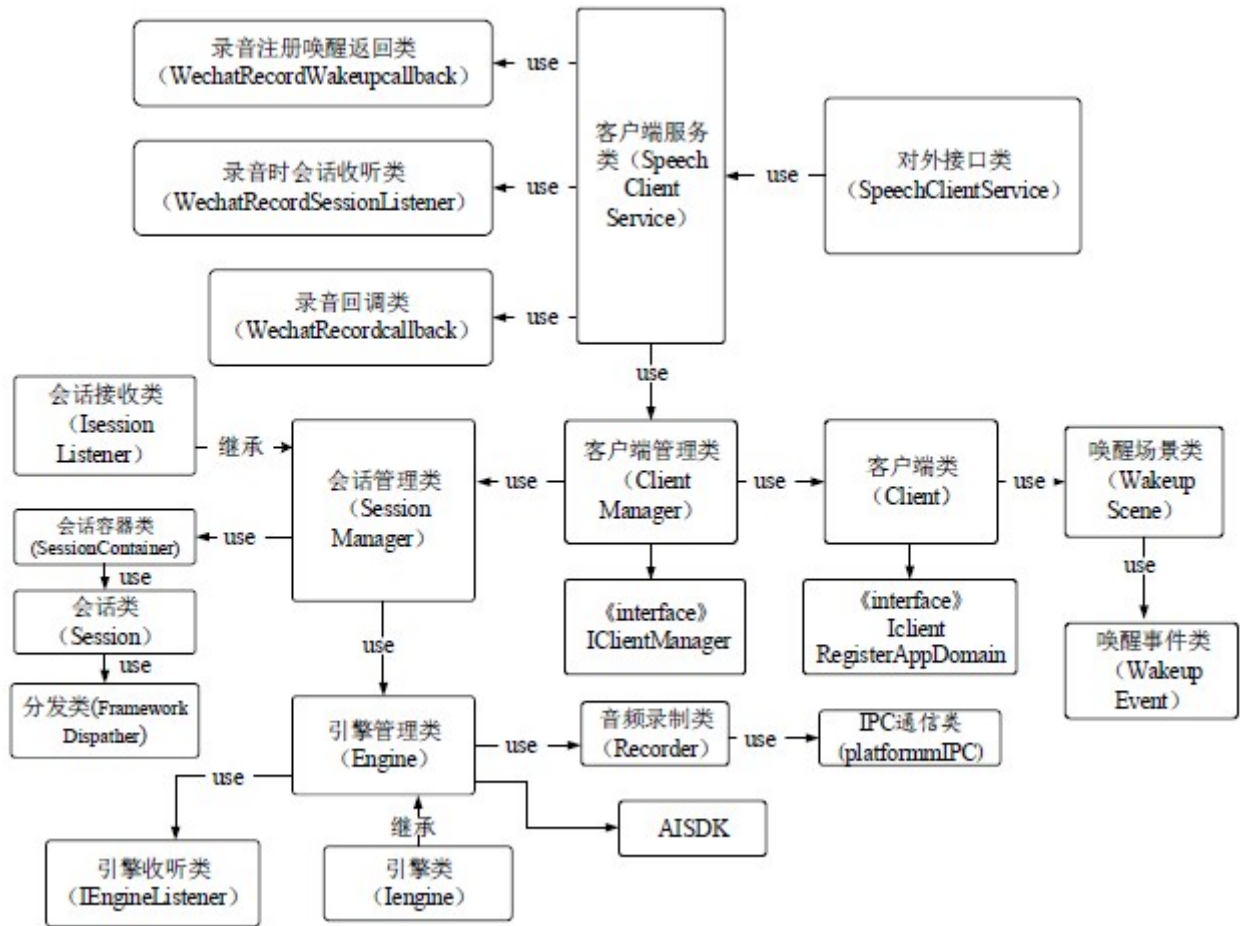 录音注册唤醒返回类
（WechatRecordWakeupcallback）
use
客户端服务
类（Speech
Client
Service）
录音时会话收听类
（WechatRecordSessionListener）
use
use
对外接口类
（SpeechClientService）
录音回调类
（WechatRecordcallback）
use
use
会话接收类
（Isession
Listener）
继承
会话管理类
（Session
Manager）
use
客户端管理类
（Client
Manager）
use
客户端类
（Client）
use
唤醒场景类
（Wakeup
Scene）
会话容器类
(SessionContainer)
use
use
会话类
（Session）
use
分发类(Framework
Dispather)
use
《interface》
IClientManager
《interface》
Iclient
RegisterAppDomain
use
唤醒事件类
（Wakeup
Event）
引擎管理类
（Engine）
use
音频录制类
（Recorder）
use
IPC通信类
(platformmIPC)
use
继承
AISDK
引擎收听类
（IEngineListener）
引擎类
（Iengine）